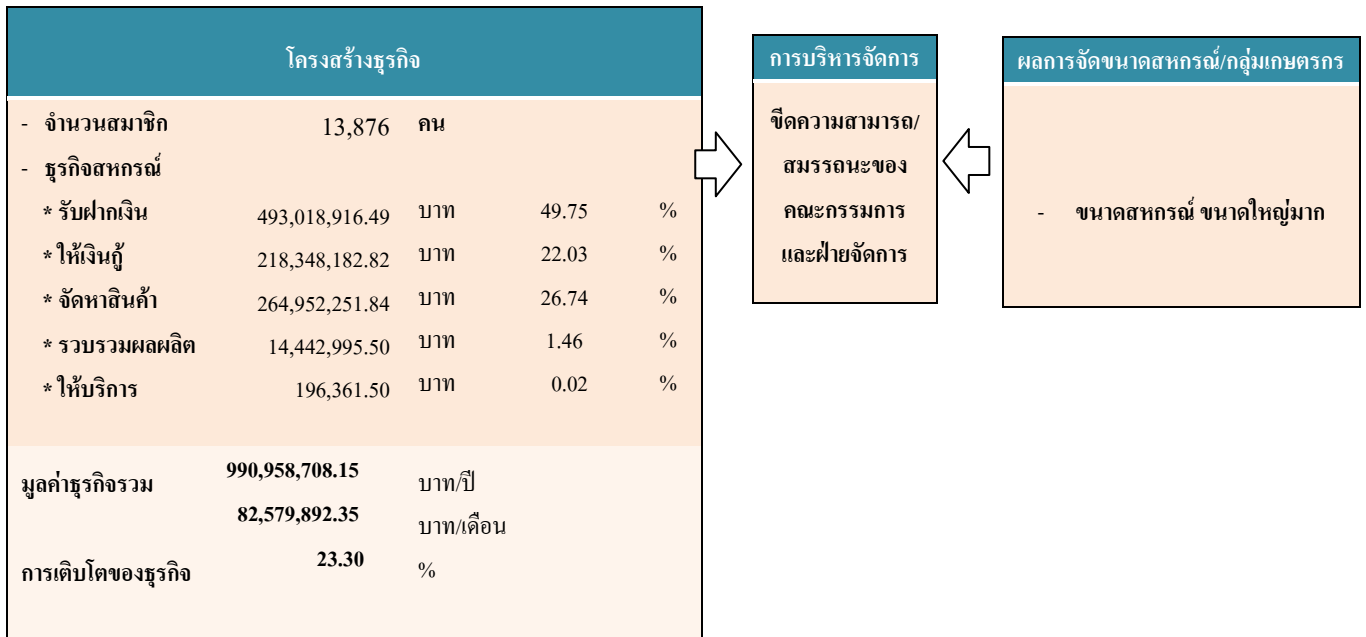 โครงสร้างธุรกิจ
- จำนวนสมาชิก 13,876 คน
- ธุรกิจสหกรณ์
* รับฝากเงิน 493,018,916.49 บาท 49.75 %
* ให้เงินกู้ 218,348,182.82 บาท 22.03 %
* จัดหาสินค้า 264,952,251.84 บาท 26.74 %
* รวบรวมผลผลิต 14,442,995.50 บาท 1.46 %
* ให้บริการ 196,361.50 บาท 0.02 %
มูลค่าธุรกิจรวม 990,958,708.15 บาท/ปี
82,579,892.35 บาท/เดือน
การเติบโตของธุรกิจ 23.30 %
การบริหารจัดการ
ขีดความสามารถ/
สมรรถนะของ
คณะกรรมการ
และฝ่ายจัดการ
ผลการจัดขนาดสหกรณ์/กลุ่มเกษตรกร
- ขนาดสหกรณ์ ขนาดใหญ่มาก